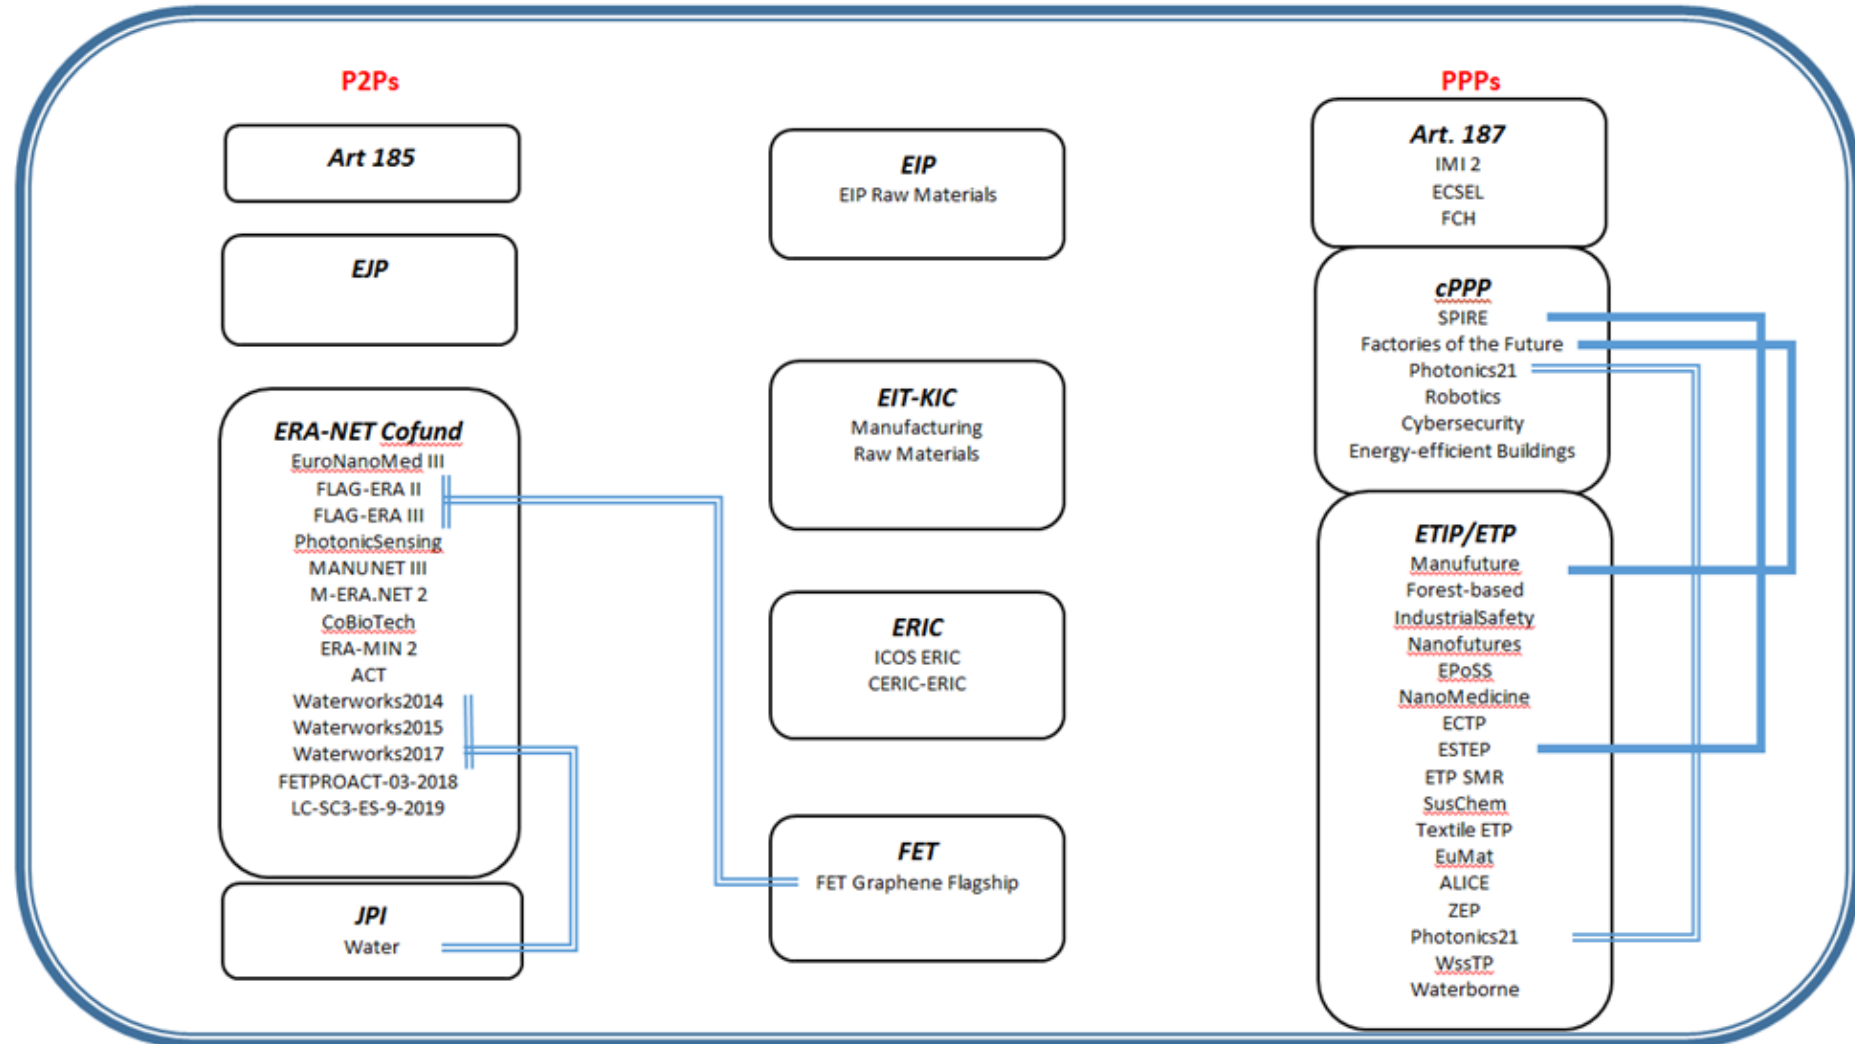 P2Ps
Art 185
EJP
ERA-NET Cofund
EuroNanoMed III
FLAG-ERA II
FLAG-ERA III
PhotonicSensing
MANUNET III
M-ERA.NET 2
CoBioTech
ERA-MIN 2
ACT
Waterworks2014
Waterworks2015
Waterworks2017
FETPROACT-03-2018
LC-SC3-ES-9-2019
JPI
Water
EIP
EIP Raw Materials
EIT-KIC
Manufacturing
Raw Materials
ERIC
ICOS ERIC
CERIC-ERIC
FET
FET Graphene Flagship
PPPs
Art. 187
IMI 2
ECSEL
FCH
cPPP
SPIRE
Factories of the Future
Photonics21
Robotics
Cybersecurity
Energy-efficient Buildings
ETIP/ETP
Manufuture
Forest-based
IndustrialSafety
Nanofutures
EPoSS
NanoMedicine
ECTP
ESTEP
ETP SMR
SusChem
Textile ETP
EuMat
ALICE
ZEP
Photonics21
WssTP
Waterborne